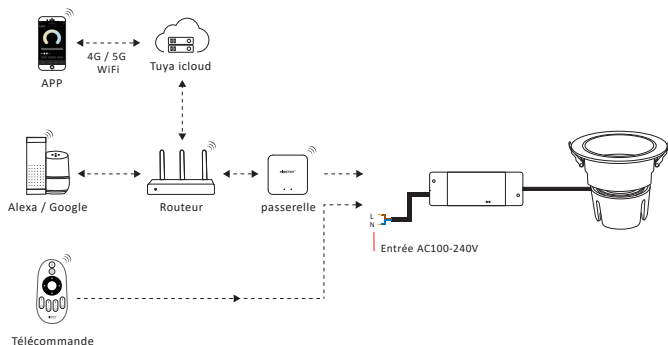 4G / 5G
WiFi
Tuya icloud
APP
Alexa / Google
Routeur
passerelle
L
N
Entrée AC100-240V
Télécommande